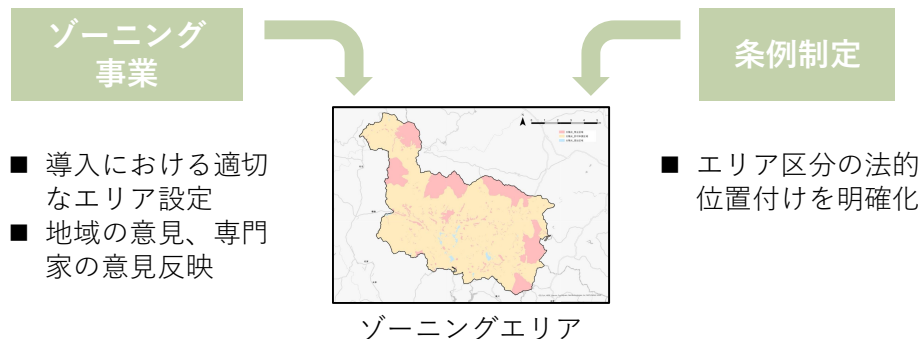 ゾーニング
事業
条例制定
■ 導入における適切
なエリア設定
■ 地域の意見、専門
家の意見反映
■ エリア区分の法的
位置付けを明確化
ゾーニングエリア